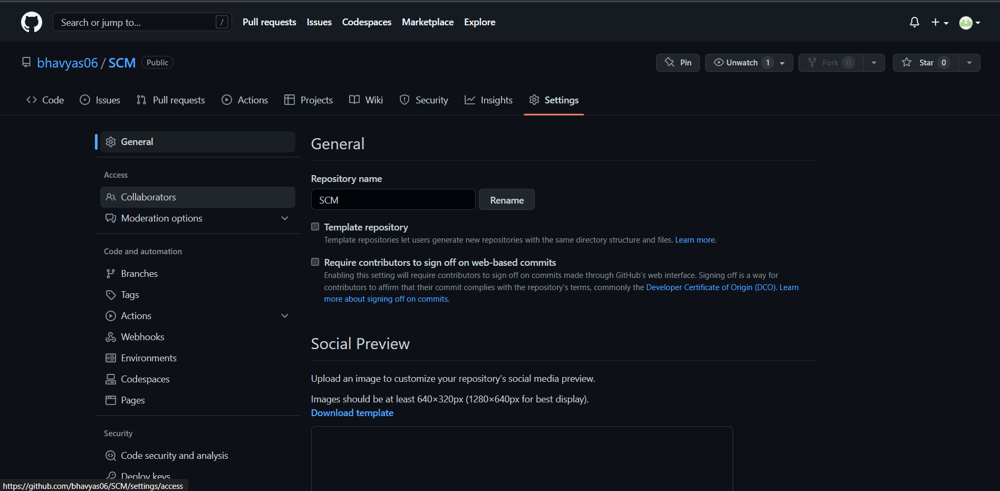 Search or jump to... /
Pull requests Issues Codespaces Marketplace Explore
bhavyas06 / SCM Public
Pin Unwatch 1 Fork 0 Star 0
Code Issues Pull requests Actions Projects Wiki Security Insights Settings
General
Access
Collaborators
Moderation options
Code and automation
Branches
Tags
Actions
Webhooks
Environments
Codespaces
Pages
Security
Code security and analysis
Deploy keys
General
Repository name
SCM Rename
Template repository
Template repositories let users generate new repositories with the same directory structure and files. Learn more.
Require contributors to sign off on web-based commits
Enabling this setting will require contributors to sign off on commits made through GitHub's web interface. Signing off is a way for
contributors to affirm that their commit complies with the repository's terms, commonly the Developer Certificate of Origin (DCO). Learn
more about signing off on commits.
Social Preview
Upload an image to customize your repository's social media preview.
Images should be at least 640×320px (1280×640px for best display).
Download template
https://github.com/bhavyas06/SCM/settings/access